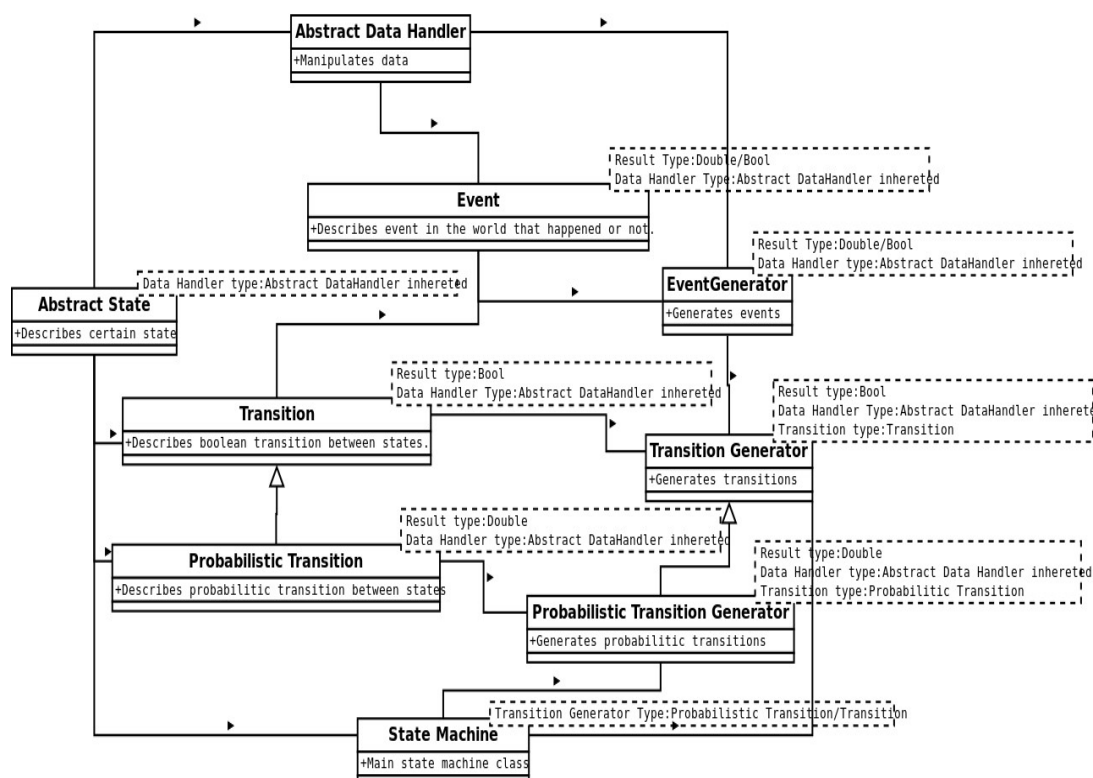 Abstract Data Handler
+Manipulates data
Result Type:Double/Bool
Data Handler Type:Abstract DataHandler inhereted
Event
+Describes event in the world that happened or not.
Result Type:Double/Bool
Data Handler type:Abstract DataHandler inhereted
EventGenerator
+Generates events
Data Handler type:Abstract DataHandler inhereted
Abstract State
+Describes certain state
Result type:Bool
Data Handler Type:Abstract DataHandler inhereted
Transition
+Describes boolean transition between states.
Result type:Bool
Data Handler Type:Abstract DataHandler inhereted
Transition type:Transition
Transition Generator
+Generates transitions
Result type:Double
Data Handler type:Abstract DataHandler inhereted
Probabilistic Transition
+Describes probabilitic transition between states
Result type:Double
Data Handler type:Abstract Data Handler inhereted
Transition type:Probabilitic Transition
Probabilistic Transition Generator
+Generates probabilitic transitions
Transition Generator Type:Probabilistic Transition/Transition
State Machine
+Main state machine class